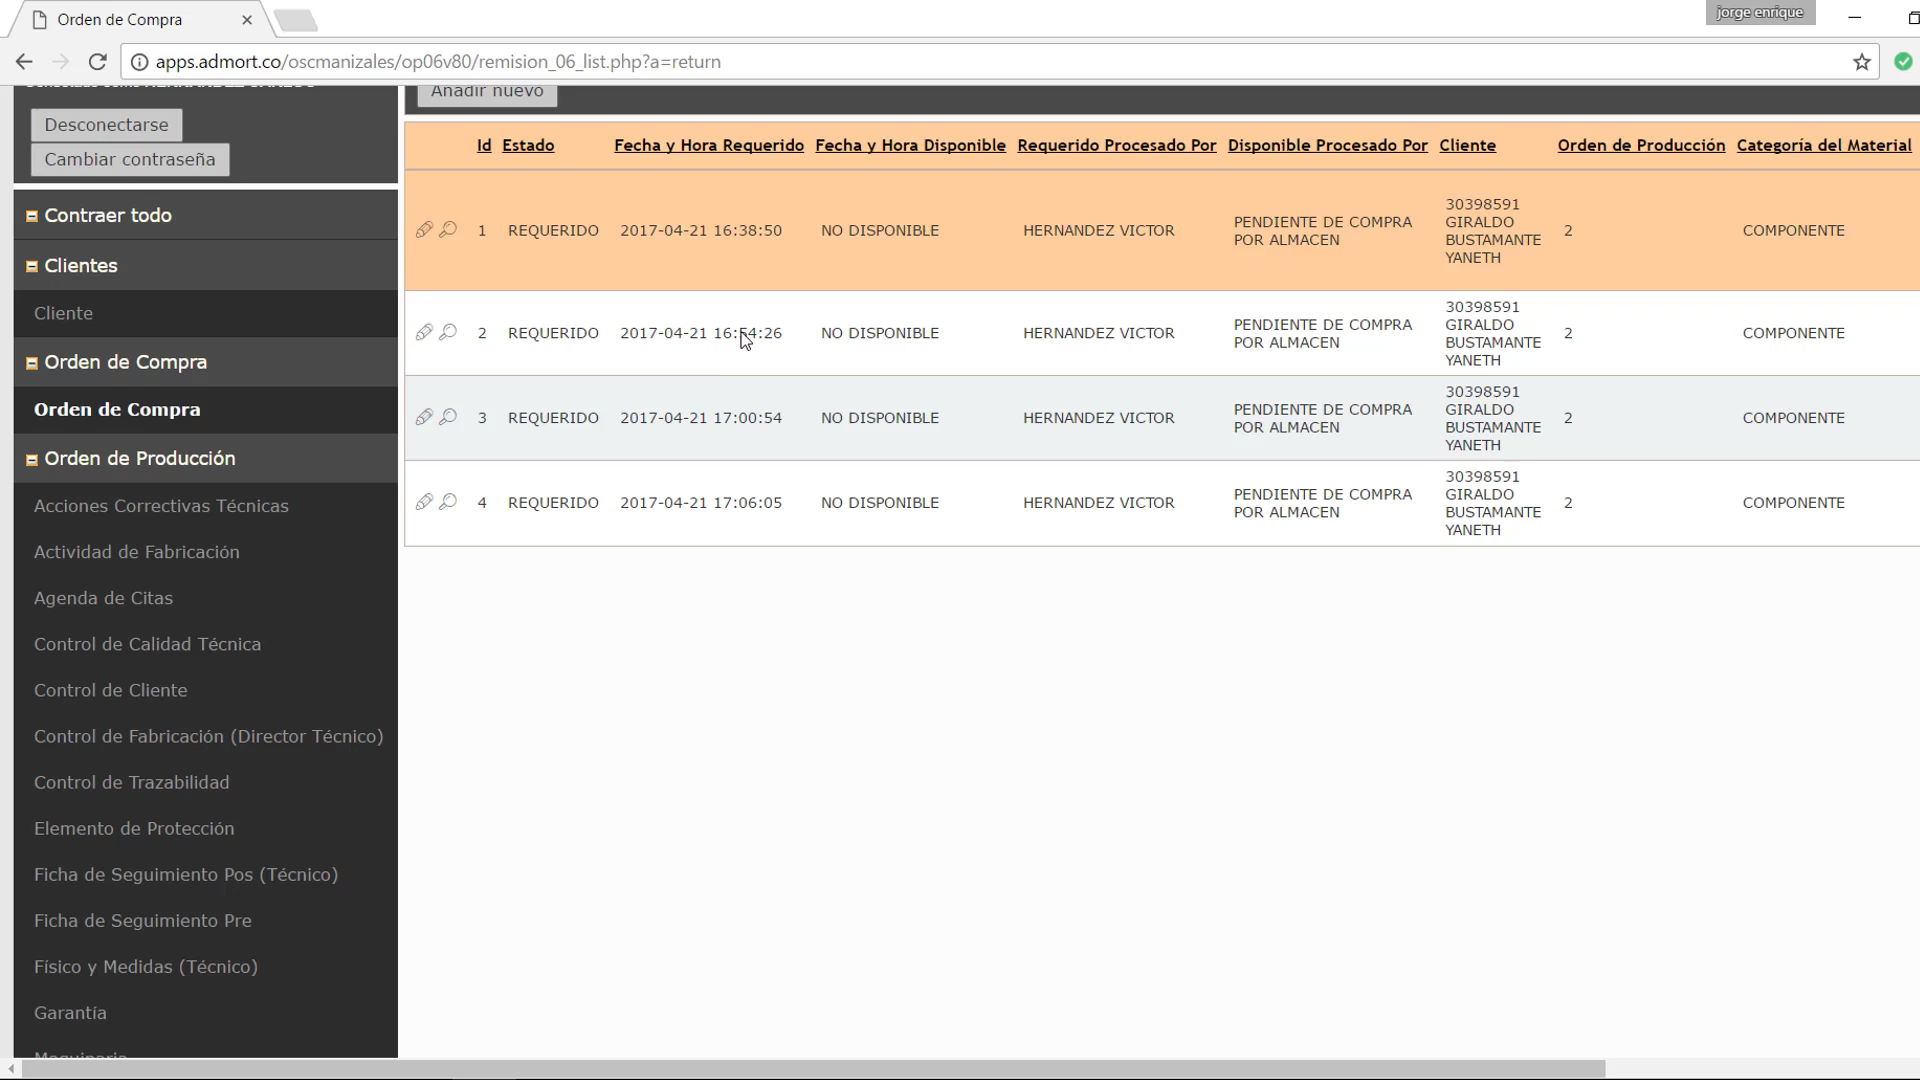 Orden de Compra
jorge enrique
apps.admort.co/oscmanizales/op06v80/remision_06_list.php?a=return
Desconectarse
Cambiar contraseña
Contraer todo
Clientes
Cliente
Orden de Compra
Orden de Compra
Orden de Producción
Acciones Correctivas Técnicas
Actividad de Fabricación
Agenda de Citas
Control de Calidad Técnica
Control de Cliente
Control de Fabricación (Director Técnico)
Control de Trazabilidad
Elemento de Protección
Ficha de Seguimiento Pos (Técnico)
Ficha de Seguimiento Pre
Físico y Medidas (Técnico)
Garantía
Maquinaria
Añadir nuevo
Id Estado Fecha y Hora Requerido Fecha y Hora Disponible Requerido Procesado Por Disponible Procesado Por Cliente Orden de Producción Categoría del Material
1 REQUERIDO 2017-04-21 16:38:50 NO DISPONIBLE HERNANDEZ VICTOR PENDIENTE DE COMPRA POR ALMACEN 30398591 GIRALDO BUSTAMANTE YANETH 2 COMPONENTE
2 REQUERIDO 2017-04-21 16:54:26 NO DISPONIBLE HERNANDEZ VICTOR PENDIENTE DE COMPRA POR ALMACEN 30398591 GIRALDO BUSTAMANTE YANETH 2 COMPONENTE
3 REQUERIDO 2017-04-21 17:00:54 NO DISPONIBLE HERNANDEZ VICTOR PENDIENTE DE COMPRA POR ALMACEN 30398591 GIRALDO BUSTAMANTE YANETH 2 COMPONENTE
4 REQUERIDO 2017-04-21 17:06:05 NO DISPONIBLE HERNANDEZ VICTOR PENDIENTE DE COMPRA POR ALMACEN 30398591 GIRALDO BUSTAMANTE YANETH 2 COMPONENTE